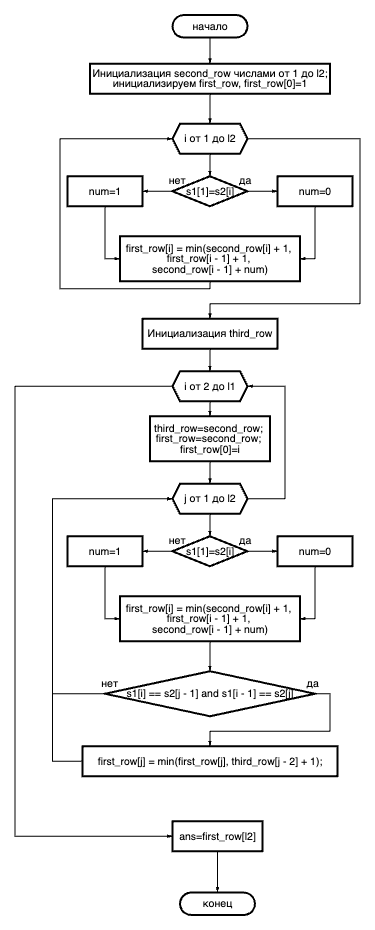 начало
Инициализация second_row числами от 1 до l2;
инициализируем first_row, first_row[0]=1
i от 1 до l2
нет
да
num=1
s1[1]=s2[i]
num=0
first_row[i] = min(second_row[i] + 1,
first_row[i - 1] + 1,
second_row[i - 1] + num)
Инициализация third_row
i от 2 до l1
third_row=second_row;
first_row=second_row;
first_row[0]=i
j от 1 до l2
нет
да
num=1
s1[1]=s2[i]
num=0
first_row[i] = min(second_row[i] + 1,
first_row[i - 1] + 1,
second_row[i - 1] + num)
нет
да
s1[i] == s2[j - 1] and s1[i - 1] == s2[j]
first_row[j] = min(first_row[j], third_row[j - 2] + 1);
ans=first_row[l2]
конец